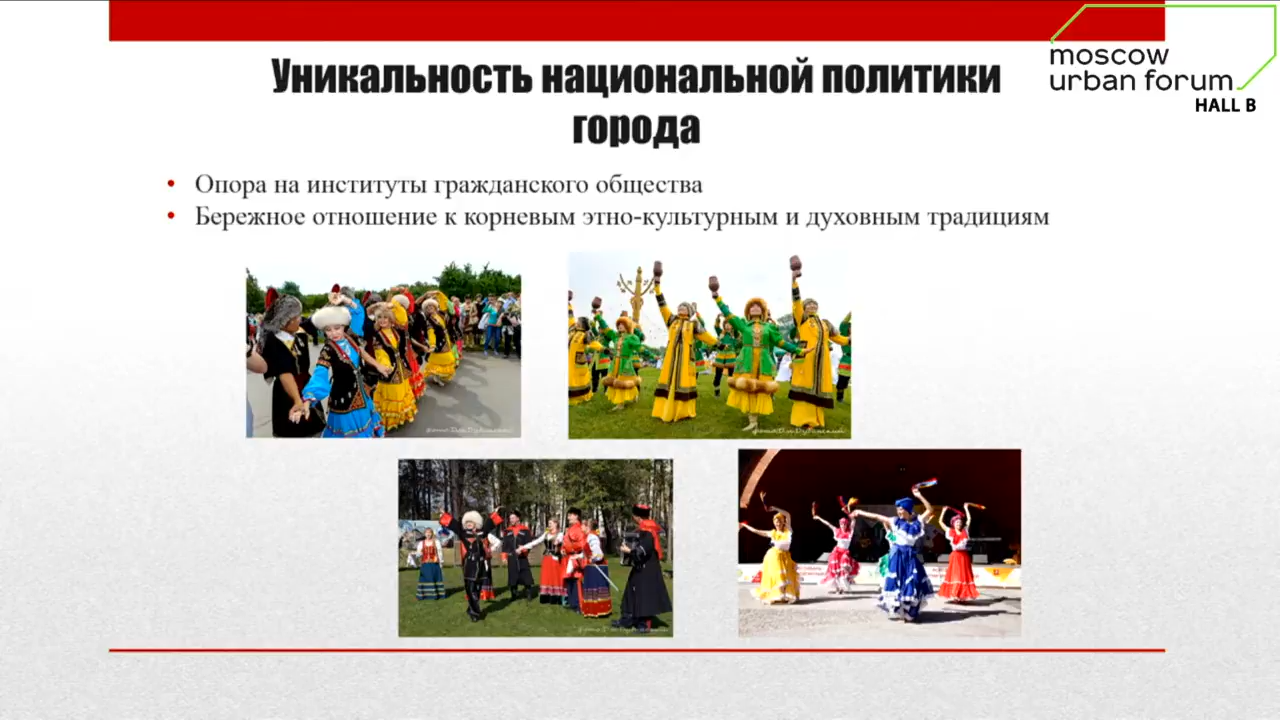 moscow
urban forum
HALL B
Уникальность национальной политики
города
• Опора на институты гражданского общества
• Бережное отношение к корневым этно-культурным и духовным традициям